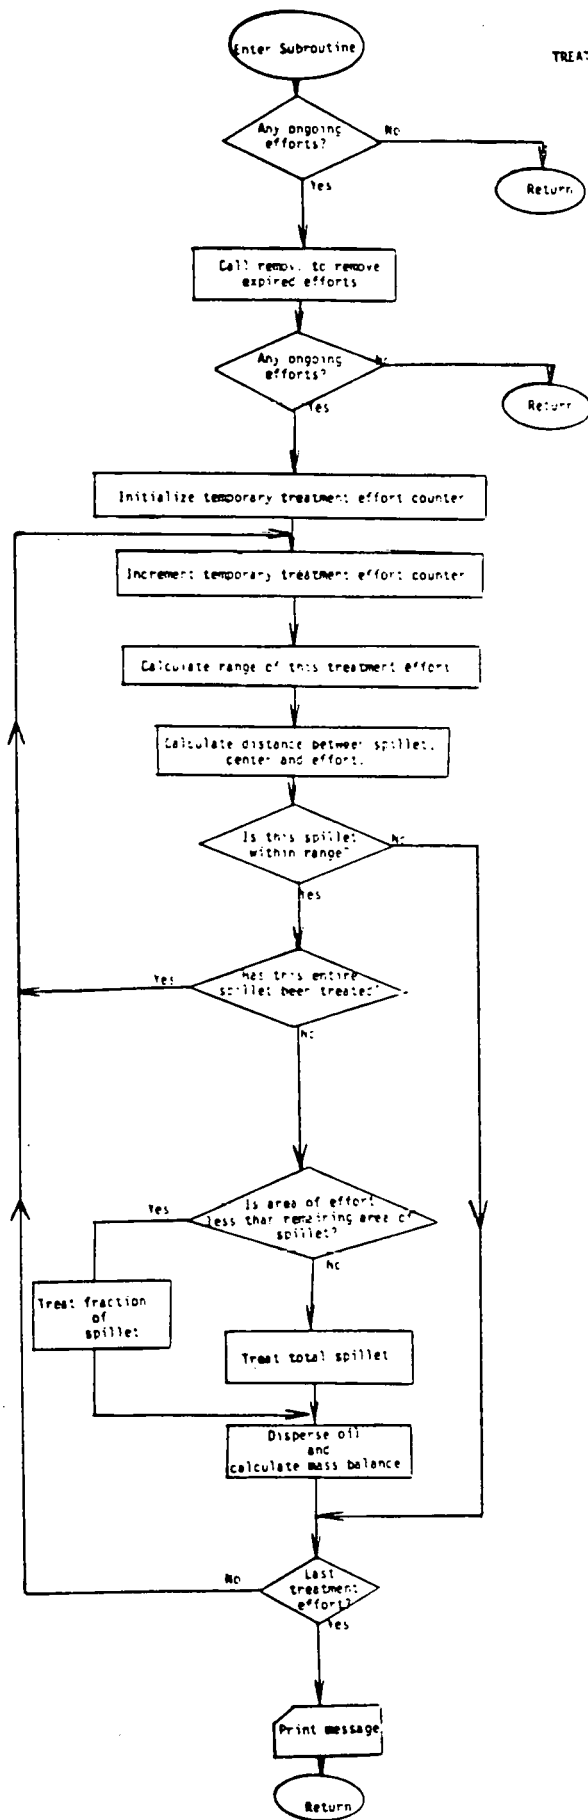 Enter Subroutine
TREAT
Any ongoing
efforts?
No
Return
Yes
Call remov. to remove
expired efforts
Any ongoing
efforts?
No
Return
Yes
Initialize temporary treatment effort counter
Increment temporary treatment effort counter
Calculate range of this treatment effort
Calculate distance between spillet
center and effort.
Is this spillet
within range?
No
Yes
Has this entire
spillet been treated?
Yes
No
Is area of effort
less than remaining area of
spillet?
Yes
No
Treat fraction
of
spillet
Treat total spillet
Disperse oil
and
calculate mass balance
Last
treatment
effort?
No
Yes
Print message
Return